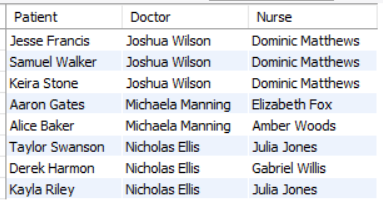 Patient Doctor Nurse
Jesse Francis Joshua Wilson Dominic Matthews
Samuel Walker Joshua Wilson Dominic Matthews
Keira Stone Joshua Wilson Dominic Matthews
Aaron Gates Michaela Manning Elizabeth Fox
Alice Baker Michaela Manning Amber Woods
Taylor Swanson Nicholas Ellis Julia Jones
Derek Harmon Nicholas Ellis Gabriel Willis
Kayla Riley Nicholas Ellis Julia Jones